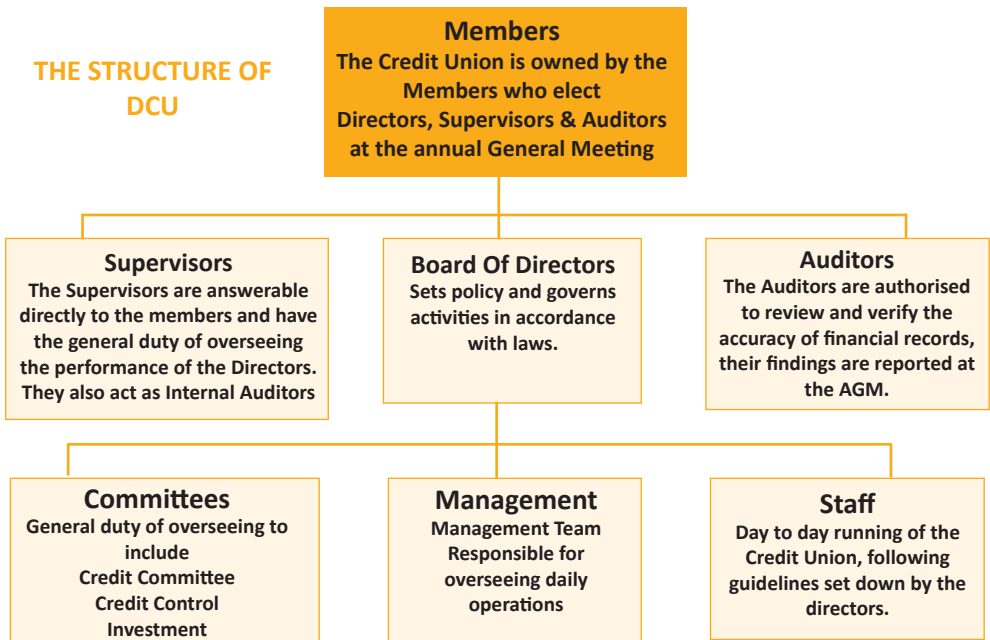 THE STRUCTURE OF
DCU
Members
The Credit Union is owned by the
Members who elect
Directors, Supervisors & Auditors
at the annual General Meeting
Supervisors
The Supervisors are answerable
directly to the members and have
the general duty of overseeing
the performance of the Directors.
They also act as Internal Auditors
Board Of Directors
Sets policy and governs
activities in accordance
with laws.
Auditors
The Auditors are authorised
to review and verify the
accuracy of financial records,
their findings are reported at
the AGM.
Committees
General duty of overseeing to
include
Credit Committee
Credit Control
Investment
Management
Management Team
Responsible for
overseeing daily
operations
Staff
Day to day running of the
Credit Union, following
guidelines set down by the
directors.